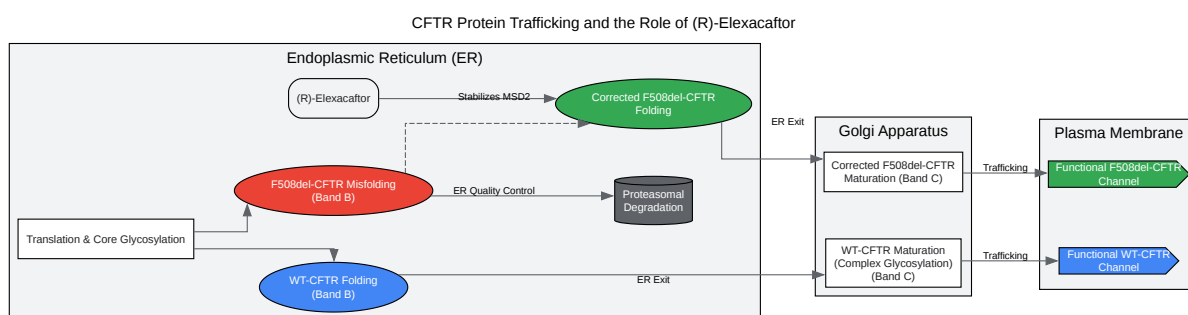 CFTR Protein Trafficking and the Role of (R)-Elexacaftor
Endoplasmic Reticulum (ER)
(R)-Elexacaftor
Stabilizes MSD2
Corrected F508del-CFTR
Folding
F508del-CFTR Misfolding
(Band B)
ER Quality Control
Proteasomal
Degradation
Translation & Core Glycosylation
WT-CFTR Folding
(Band B)
ER Exit
ER Exit
Golgi Apparatus
Corrected F508del-CFTR
Maturation (Band C)
Trafficking
WT-CFTR Maturation
(Complex Glycosylation)
(Band C)
Trafficking
Plasma Membrane
Functional F508del-CFTR
Channel
Functional WT-CFTR
Channel